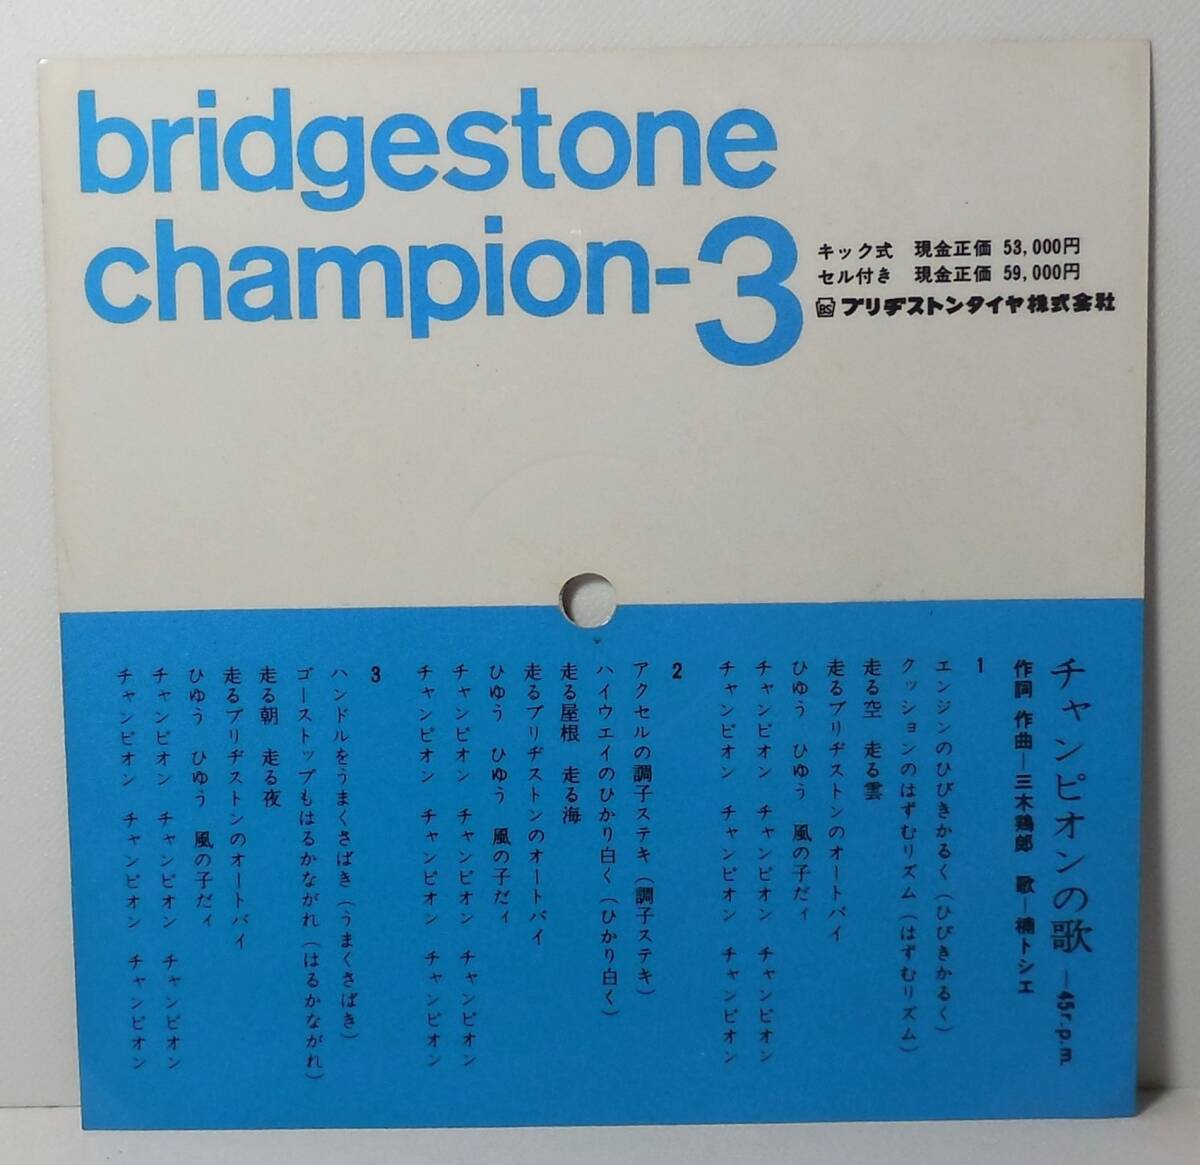 bridgestone
champion-3
キック式 現金正価 53,000円
セル付き 現金正価 59,000円
BS ブリヂストンタイヤ株式会社
チャンピオンの歌—45r.p.m.
作詞 作曲—三木鶏郎 歌—楠トシエ
1
エンジンのひびきかるく(ひびきかるく)
クッションのはずむリズム(はずむリズム)
走る空 走る雲
走るブリヂストンのオートバイ
ひゆう ひゆう 風の子だィ
チャンピオン チャンピオン チャンピオン
チャンピオン チャンピオン チャンピオン
2
アクセルの調子ステキ(調子ステキ)
ハイウエイのひかり白く(ひかり白く)
走る屋根 走る海
走るブリヂストンのオートバイ
ひゆう ひゆう 風の子だィ
チャンピオン チャンピオン チャンピオン
チャンピオン チャンピオン チャンピオン
3
ハンドルをうまくさばき(うまくさばき)
ゴーストップもはるかながれ(はるかながれ)
走る朝 走る夜
走るブリヂストンのオートバイ
ひゆう ひゆう 風の子だィ
チャンピオン チャンピオン チャンピオン
チャンピオン チャンピオン チャンピオン